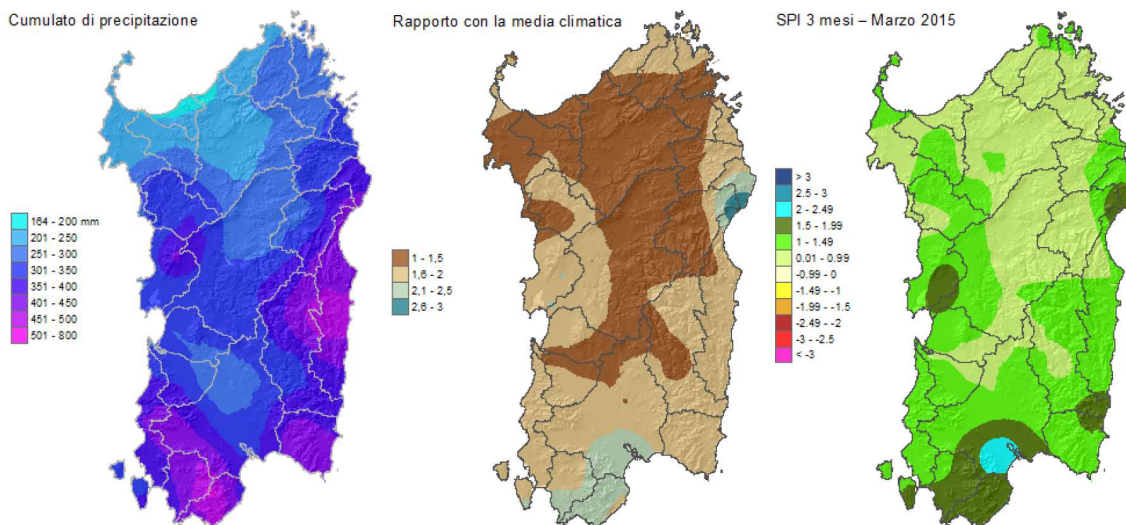 Cumulato di precipitazione
164 - 200 mm
201 - 250
251 - 300
301 - 350
351 - 400
401 - 450
451 - 500
501 - 800
Rapporto con la media climatica
1 - 1,5
1,6 - 2
2,1 - 2,5
2,6 - 3
SPI 3 mesi – Marzo 2015
> 3
2.5 - 3
2 - 2.49
1.5 - 1.99
1 - 1.49
0.01 - 0.99
-0.99 - 0
-1.49 - -1
-1.99 - -1.5
-2.49 - -2
-3 - -2.5
< -3